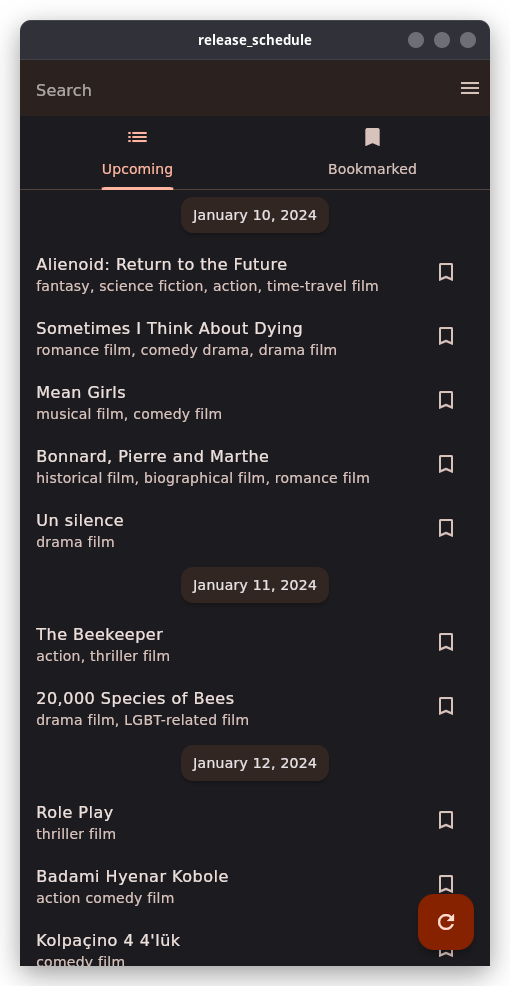 release_schedule
Search
Upcoming
Bookmarked
January 10, 2024
Alienoid: Return to the Future
fantasy, science fiction, action, time-travel film
Sometimes I Think About Dying
romance film, comedy drama, drama film
Mean Girls
musical film, comedy film
Bonnard, Pierre and Marthe
historical film, biographical film, romance film
Un silence
drama film
January 11, 2024
The Beekeeper
action, thriller film
20,000 Species of Bees
drama film, LGBT-related film
January 12, 2024
Role Play
thriller film
Badami Hyenar Kobole
action comedy film
Kolpaçino 4 4'lük
comedy film